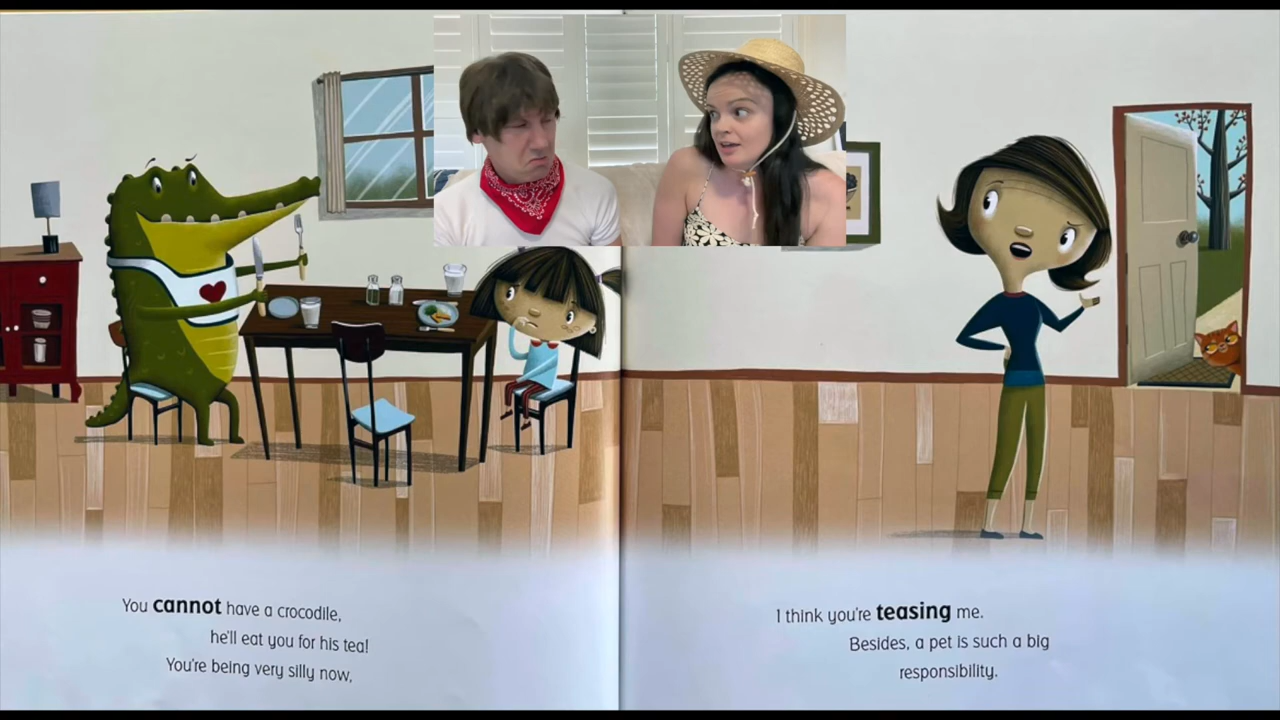 You cannot have a crocodile,
he'll eat you for his tea!
You're being very silly now,
I think you're teasing me.
Besides, a pet is such a big
responsibility.